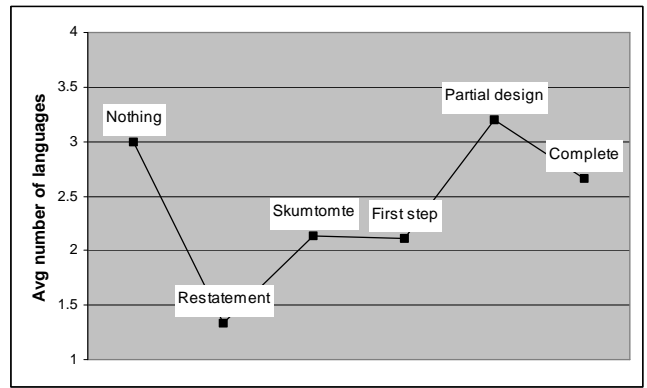 Avg number of languages
4
3.5
3
2.5
2
1.5
1
Nothing
Restatement
Skumtomte
First step
Partial design
Complete